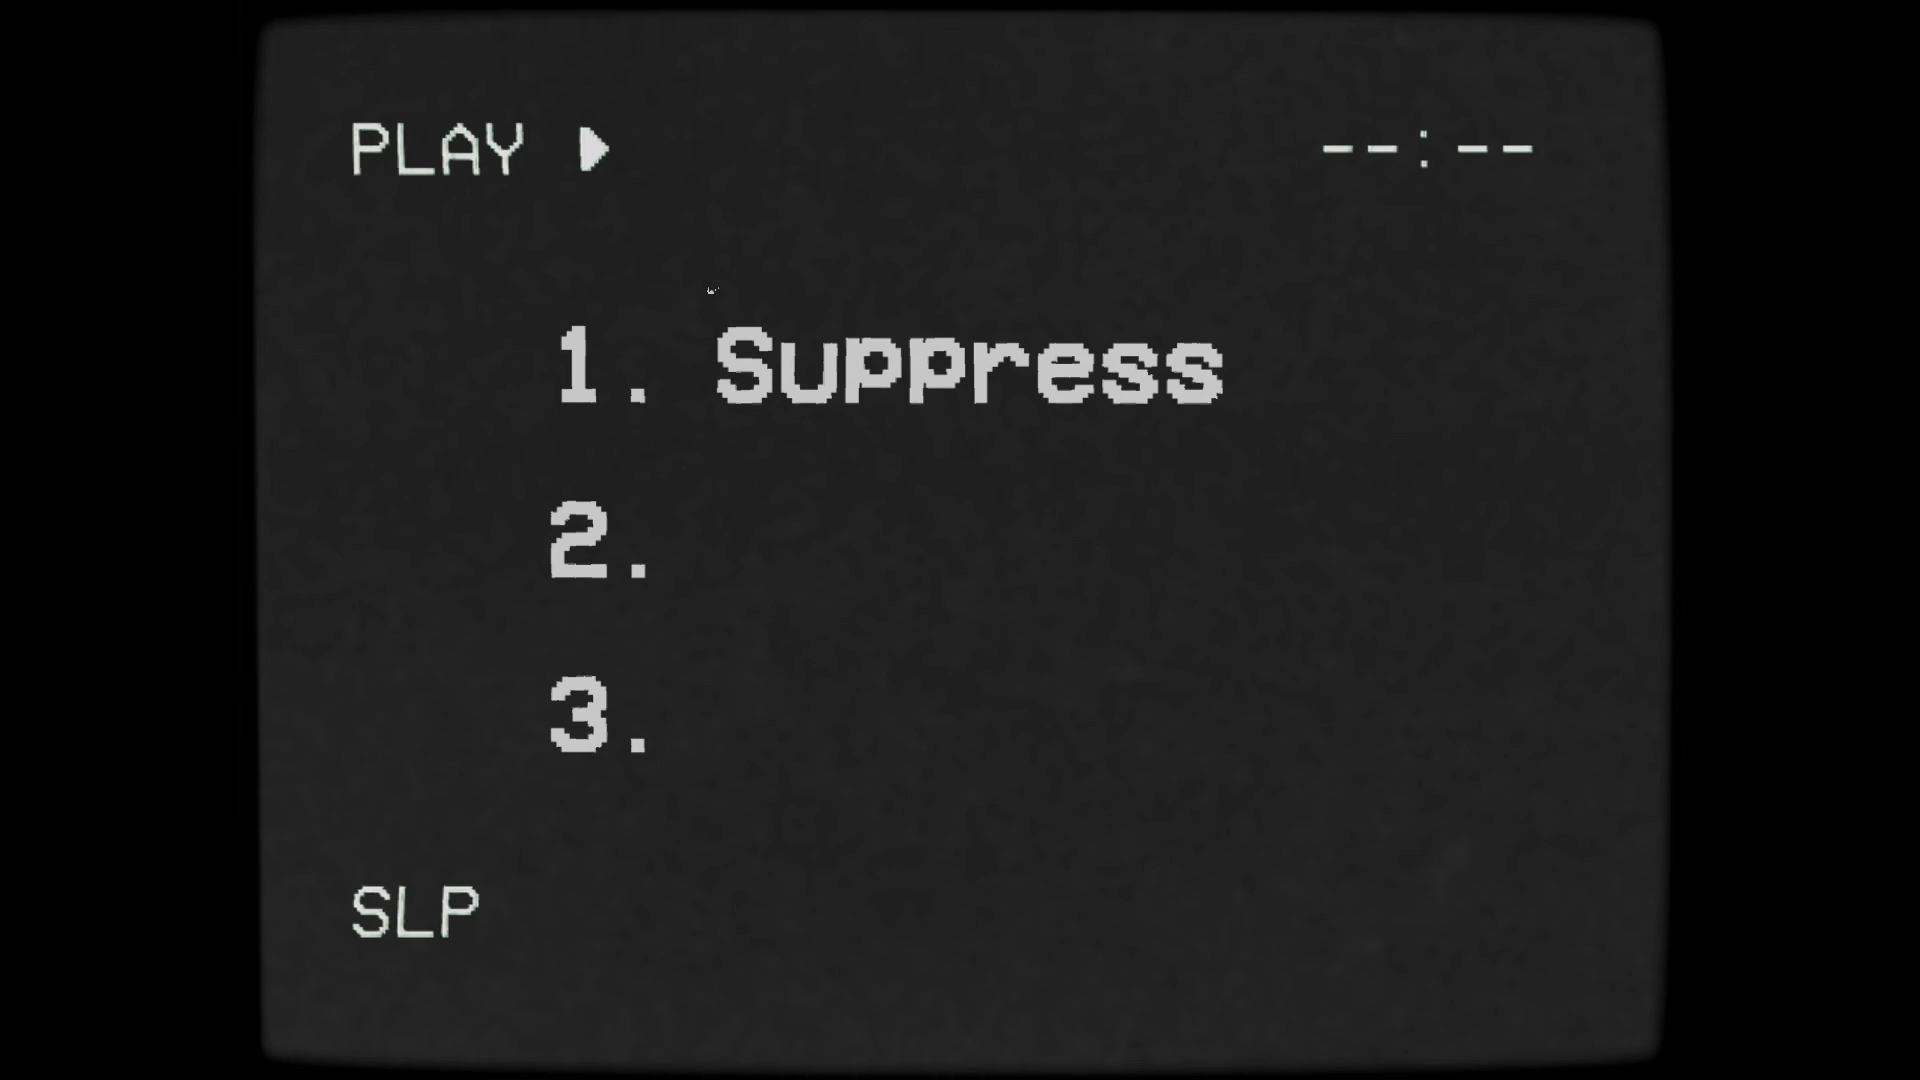 PLAY ▶ --:--
1. Suppress
2.
3.
SLP